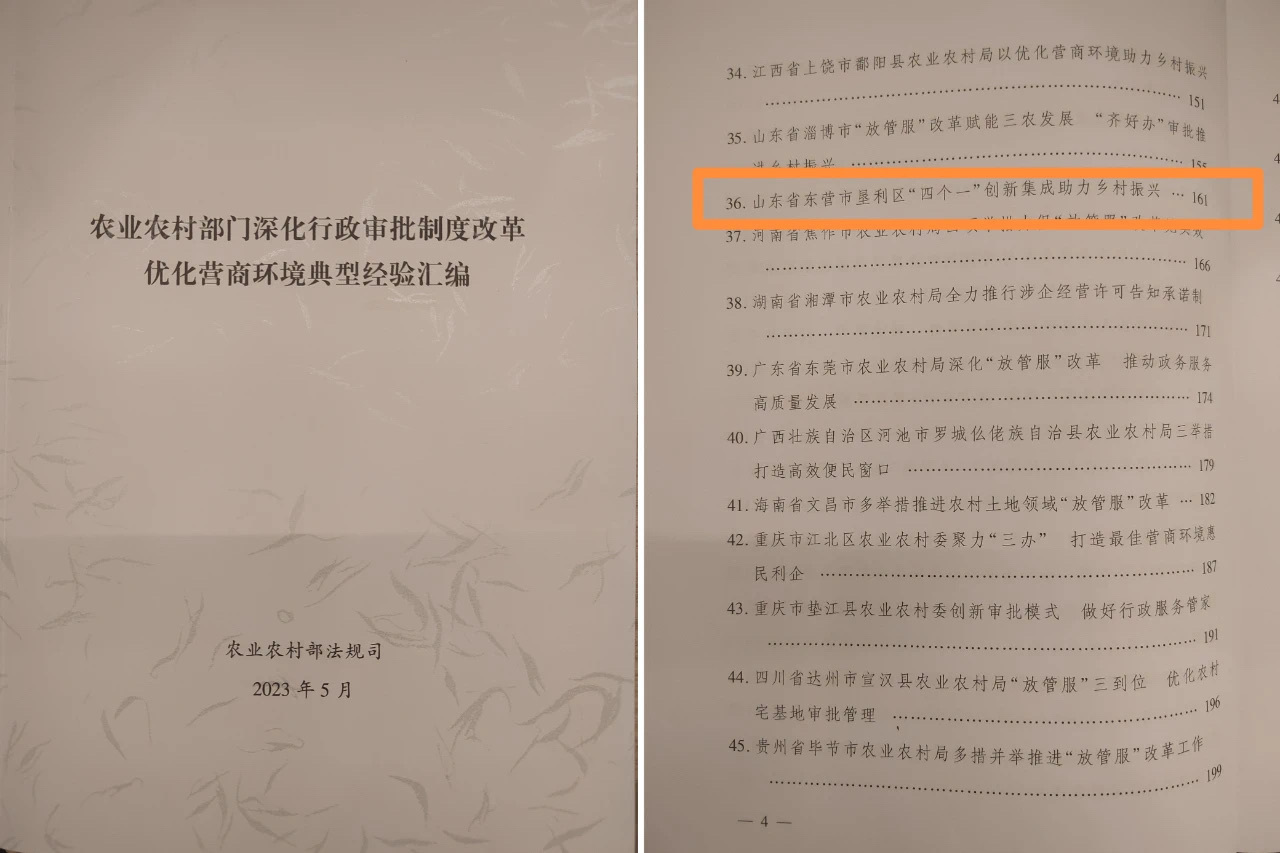 农业农村部门深化行政审批制度改革
优化营商环境典型经验汇编
农业农村部法规司
2023 年 5 月
34. 江西省上饶市鄱阳县农业农村局以优化营商环境助力乡村振兴
151
35. 山东省淄博市“放管服”改革赋能三农发展 “齐好办”审批推
进乡村振兴 155
36. 山东省东营市垦利区“四个一”创新集成助力乡村振兴 … 161
37. 河南省焦作市农业农村局
166
38. 湖南省湘潭市农业农村局全力推行涉企经营许可告知承诺制
171
39. 广东省东莞市农业农村局深化“放管服”改革 推动政务服务
高质量发展 174
40. 广西壮族自治区河池市罗城仫佬族自治县农业农村局三举措
打造高效便民窗口 179
41. 海南省文昌市多举措推进农村土地领域“放管服”改革 … 182
42. 重庆市江北区农业农村委聚力“三办” 打造最佳营商环境惠
民利企 187
43. 重庆市垫江县农业农村委创新审批模式 做好行政服务管家
191
44. 四川省达州市宣汉县农业农村局“放管服”三到位 优化农村
宅基地审批管理 196
45. 贵州省毕节市农业农村局多措并举推进“放管服”改革工作
199
— 4 —